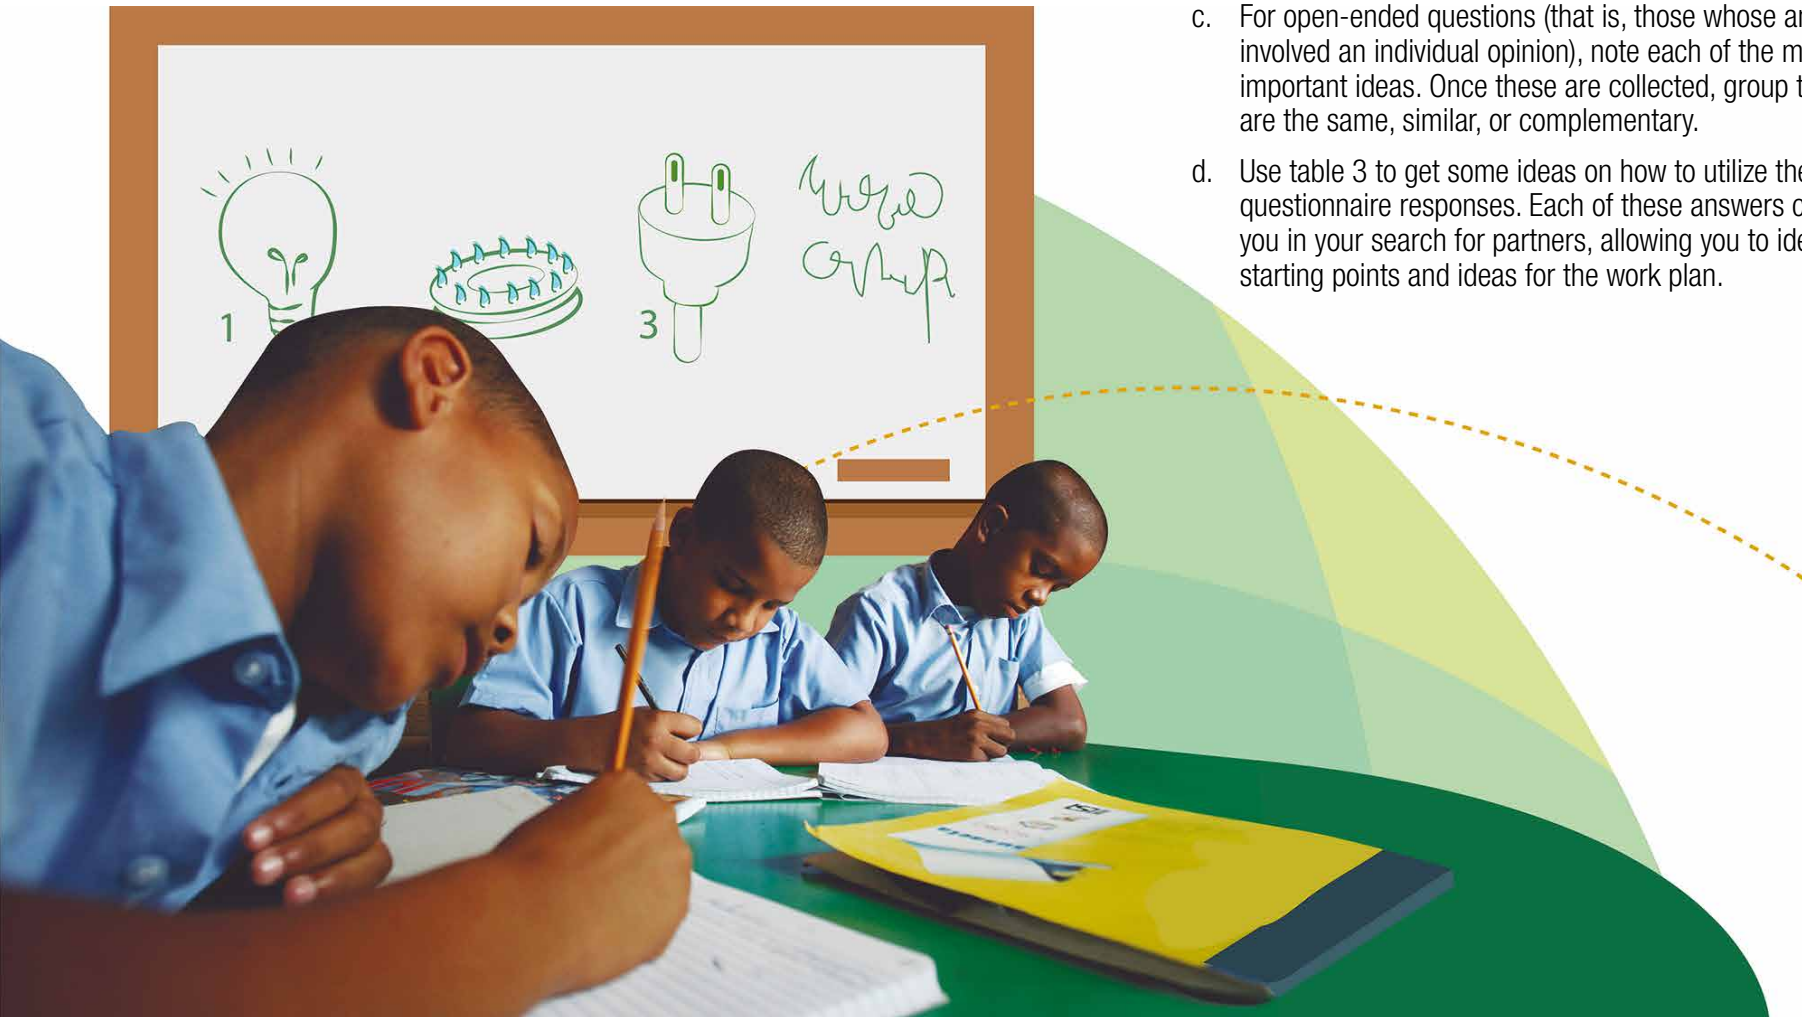 1
3
c. For open-ended questions (that is, those whose
involved an individual opinion), note each of the
important ideas. Once these are collected, group
are the same, similar, or complementary.
d. Use table 3 to get some ideas on how to utilize
questionnaire responses. Each of these answers
you in your search for partners, allowing you to
starting points and ideas for the work plan.